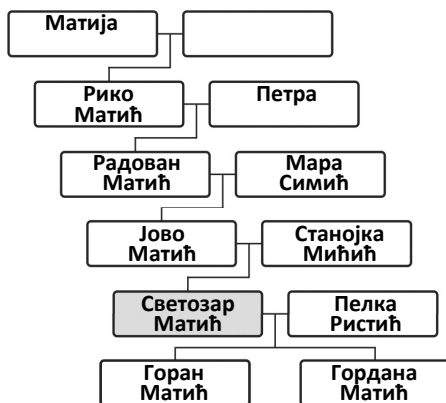 Матија
Рико
Матић
Петра
Радован
Матић
Мара
Симић
Јово
Матић
Станојка
Мићић
Светозар
Матић
Пелка
Ристић
Горан
Матић
Гордана
Матић